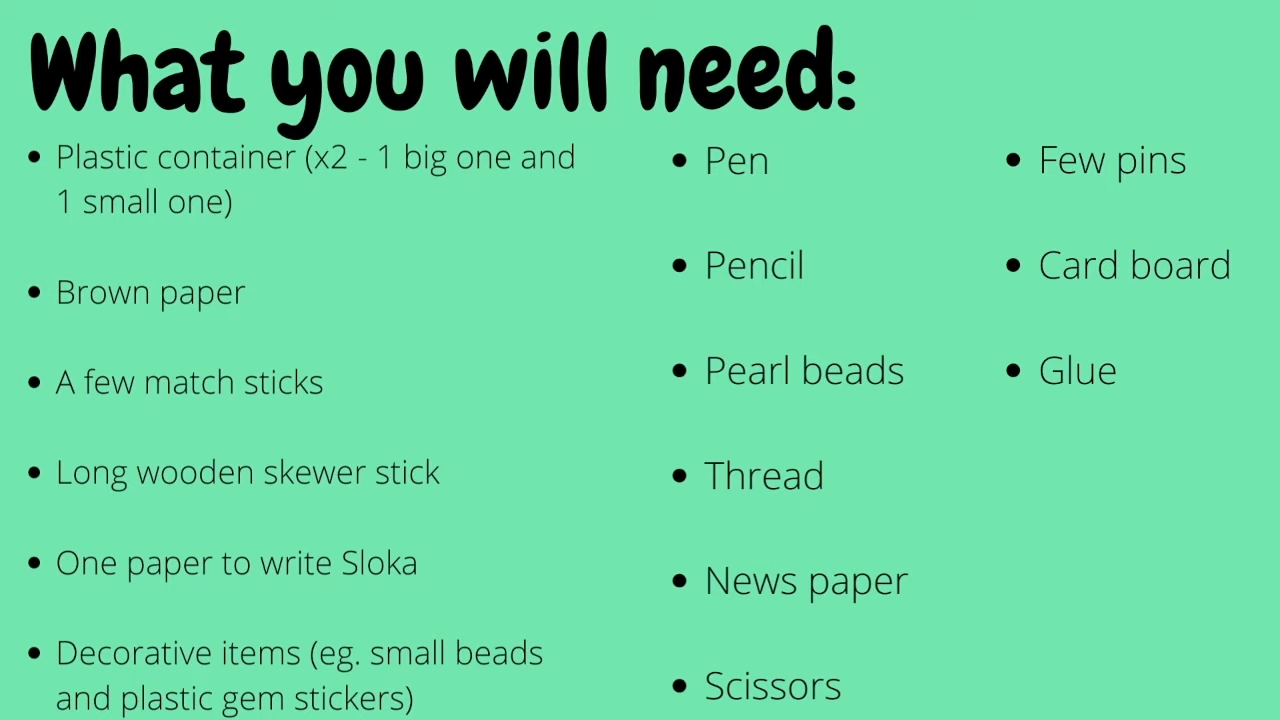 What you will need:
• Plastic container (x2 - 1 big one and
1 small one)
• Brown paper
• A few match sticks
• Long wooden skewer stick
• One paper to write Sloka
• Decorative items (eg. small beads
and plastic gem stickers)
• Pen
• Pencil
• Pearl beads
• Thread
• News paper
• Scissors
• Few pins
• Card board
• Glue